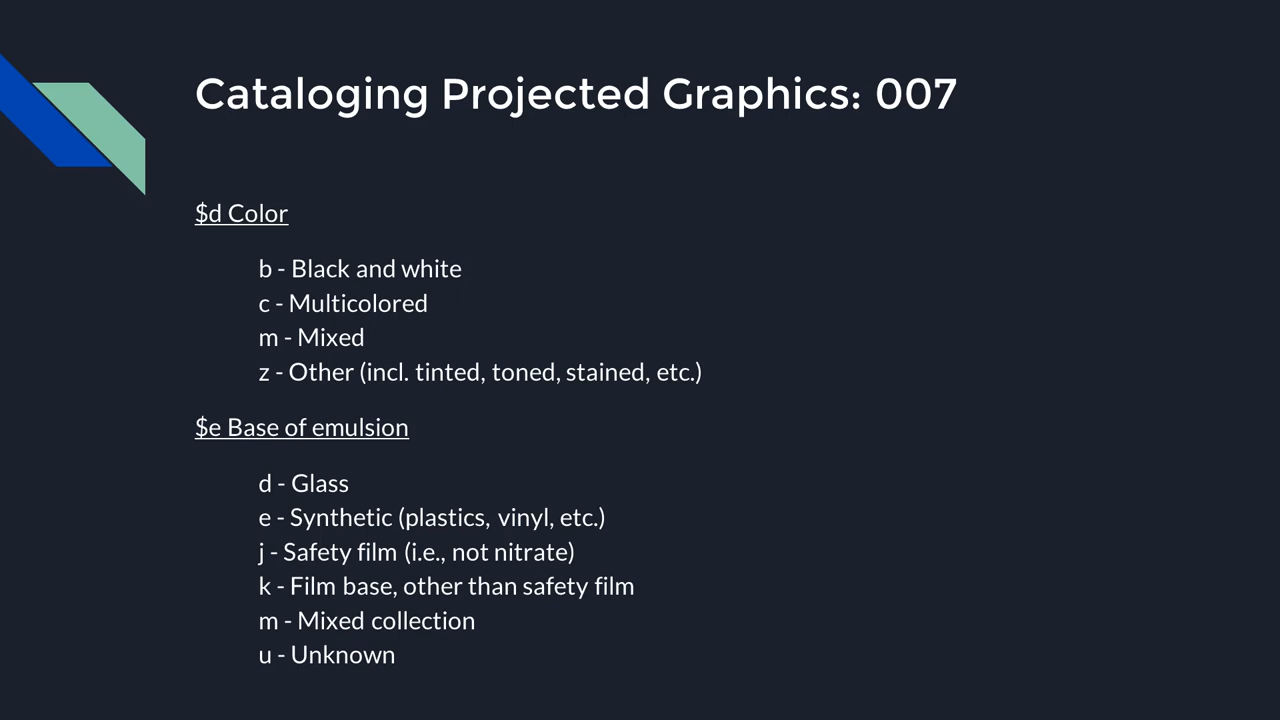 Cataloging Projected Graphics: 007
$d Color
b - Black and white
c - Multicolored
m - Mixed
z - Other (incl. tinted, toned, stained, etc.)
$e Base of emulsion
d - Glass
e - Synthetic (plastics, vinyl, etc.)
j - Safety film (i.e., not nitrate)
k - Film base, other than safety film
m - Mixed collection
u - Unknown